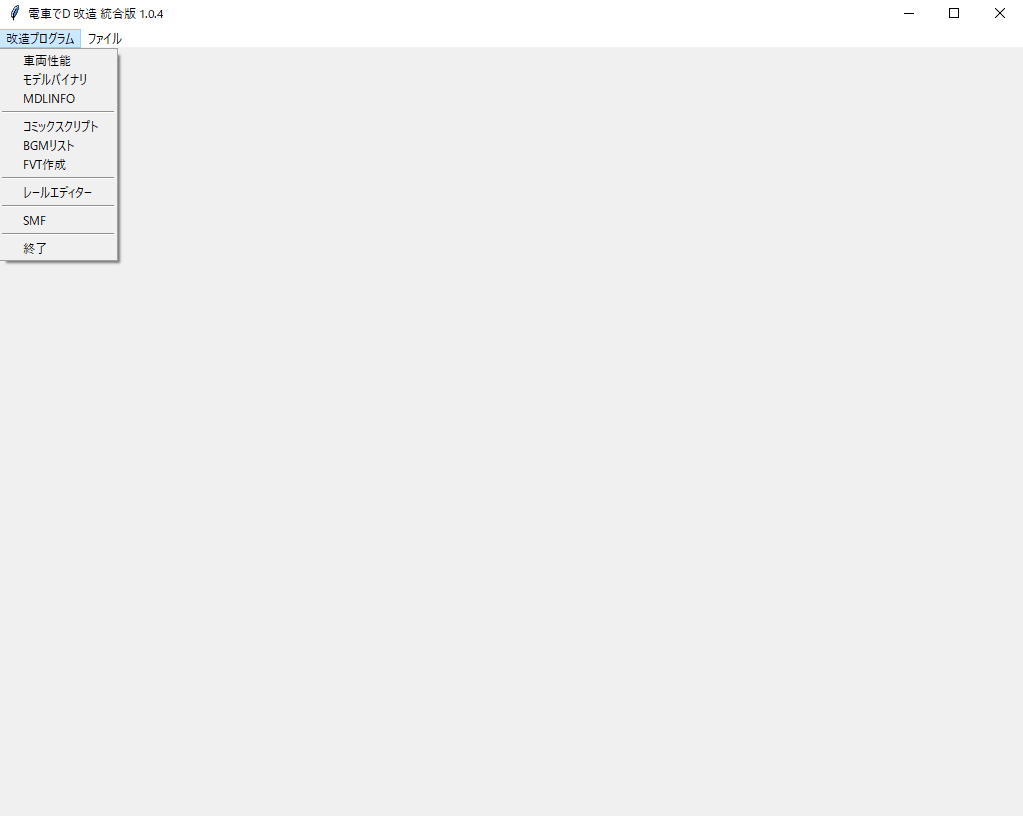 電車でD 改造 統合版 1.0.4
改造プログラム ファイル
車両性能
モデルバイナリ
MDLINFO
コミックスクリプト
BGMリスト
FVT作成
レールエディター
SMF
終了